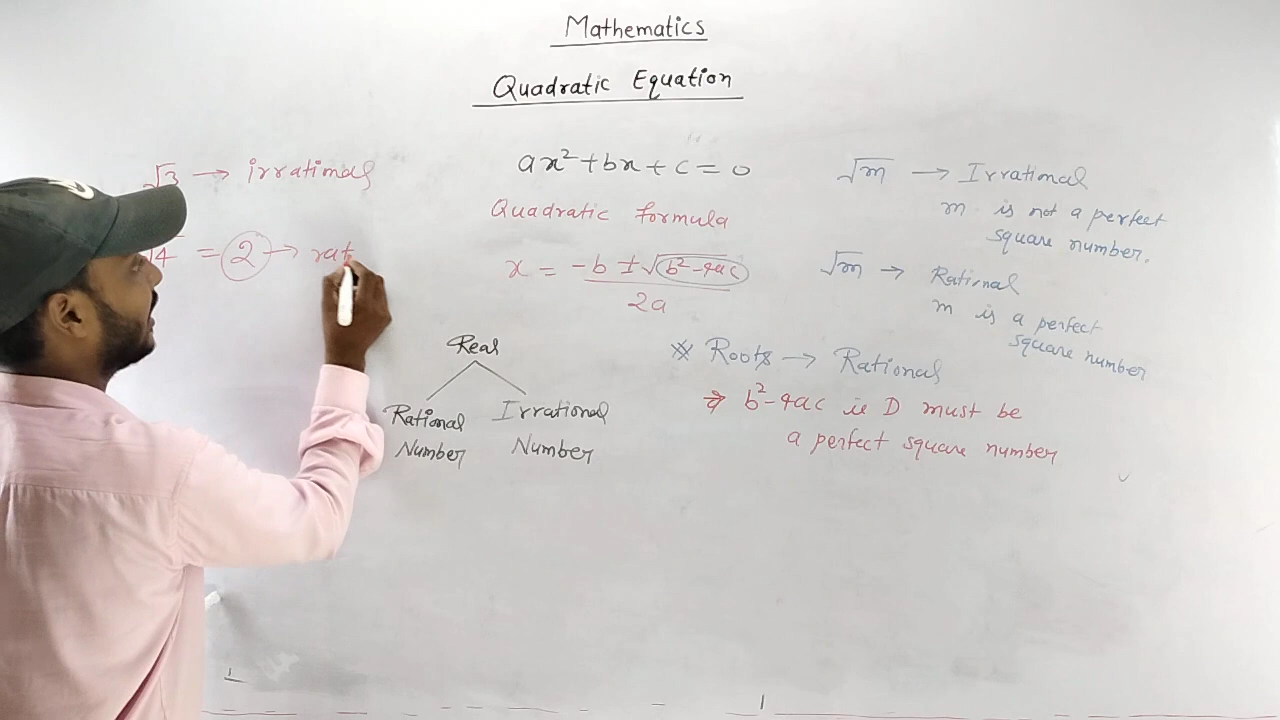 Mathematics
Quadratic Equation
√3 → irrational
√4 = 2 → rat
ax² + bx + c = 0
Quadratic formula
x = -b ± √b²-4ac
2a
Real
Rational Number
Irrational Number
√m → Irrational
m is not a perfect
square number.
√m → Rational
m is a perfect
square number
Roots → Rational
⇒ b²-4ac ie D must be
a perfect square number